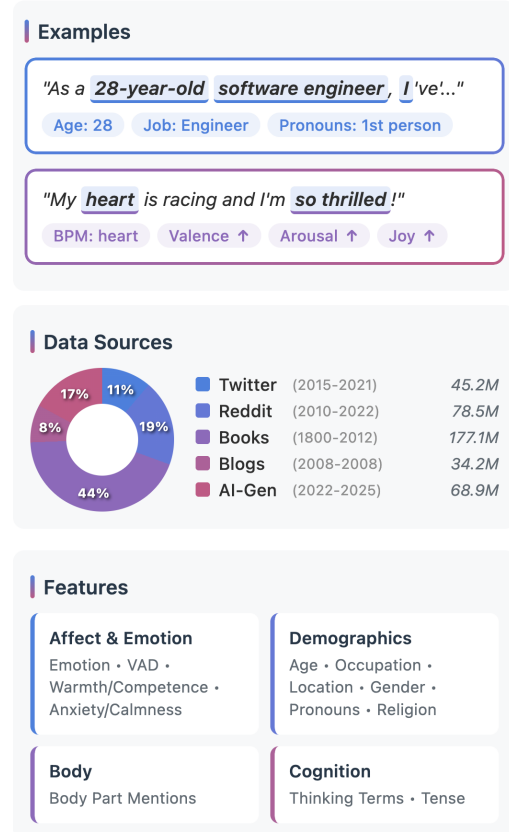 Examples
"As a 28-year-old software engineer, I've'..."
Age: 28 Job: Engineer Pronouns: 1st person
"My heart is racing and I'm so thrilled!"
BPM: heart Valence ↑ Arousal ↑ Joy ↑
Data Sources
17% 11%
8% 19%
44%
Twitter (2015-2021) 45.2M
Reddit (2010-2022) 78.5M
Books (1800-2012) 177.1M
Blogs (2008-2008) 34.2M
AI-Gen (2022-2025) 68.9M
Features
Affect & Emotion
Emotion • VAD •
Warmth/Competence •
Anxiety/Calmness
Demographics
Age • Occupation •
Location • Gender •
Pronouns • Religion
Body
Body Part Mentions
Cognition
Thinking Terms • Tense